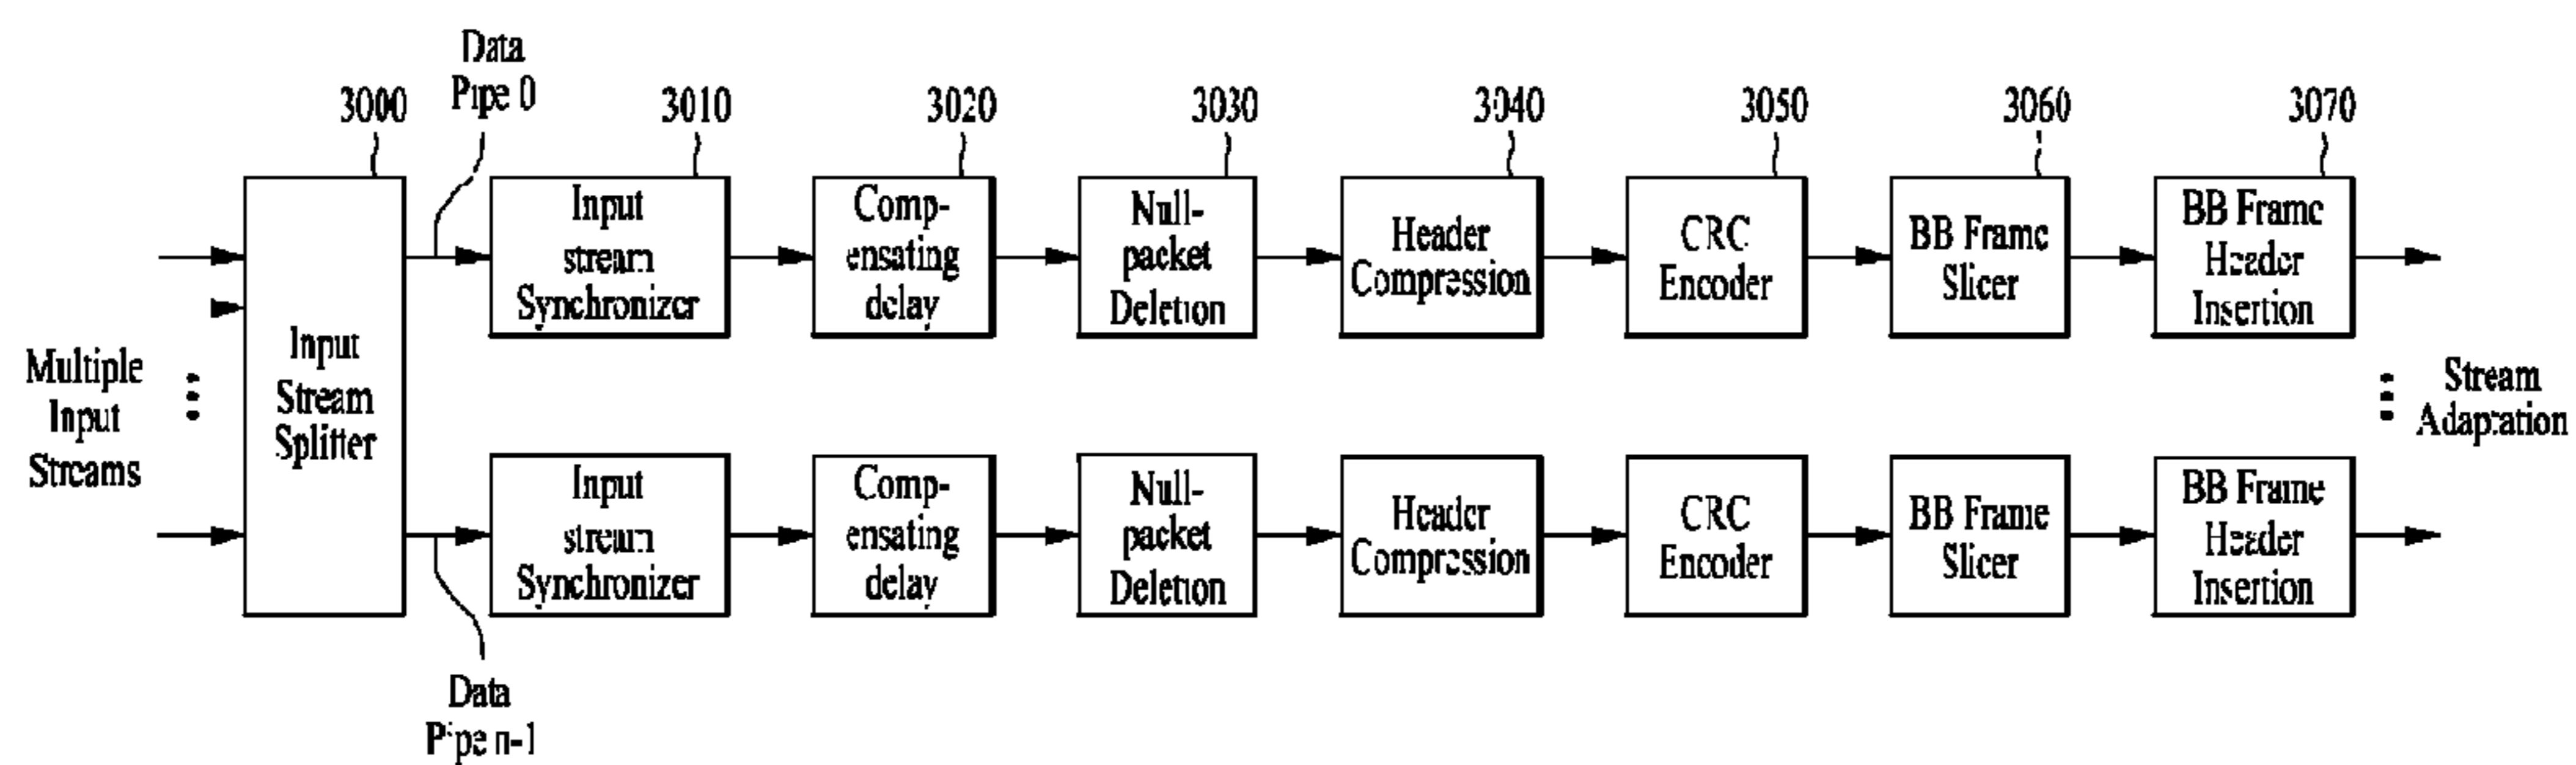 Data
Pipe 0
3000
3010
3020
3030
3040
3050
3060
3070
Multiple
Input
Streams
Input
Stream
Splitter
Input
stream
Synchronizer
Comp-
ensating
delay
Null-
packet
Deletion
Header
Compression
CRC
Encoder
BB Frame
Slicer
BB Frame
Header
Insertion
Stream
Adaptation
Input
stream
Synchronizer
Comp-
ensating
delay
Null-
packet
Deletion
Header
Compression
CRC
Encoder
BB Frame
Slicer
BB Frame
Header
Insertion
Data
Pipe n-1